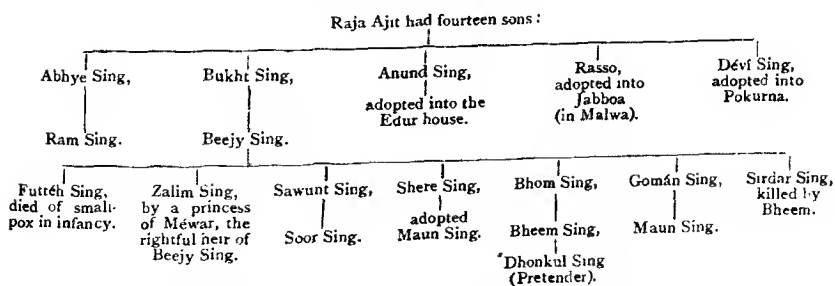 Raja Ajit had fourteen sons:
Abhye Sing,
Ram Sing.
Bukht Sing,
Beejy Sing.
Anund Sing,
adopted into the
Edur house.
Rasso,
adopted into
Jabboa
(in Malwa).
Déví Sing,
adopted into
Pokurna.
Futtéh Sing,
died of small-
pox in infancy.
Zalim Sing,
by a princess
of Méwar, the
rightful heir of
Beejy Sing.
Sawunt Sing,
Soor Sing.
Shere Sing,
adopted
Maun Sing.
Bhom Sing,
Bheem Sing,
Dhonkul Sing
(Pretender).
Gomán Sing,
Maun Sing.
Sirdar Sing,
killed by
Bheem.